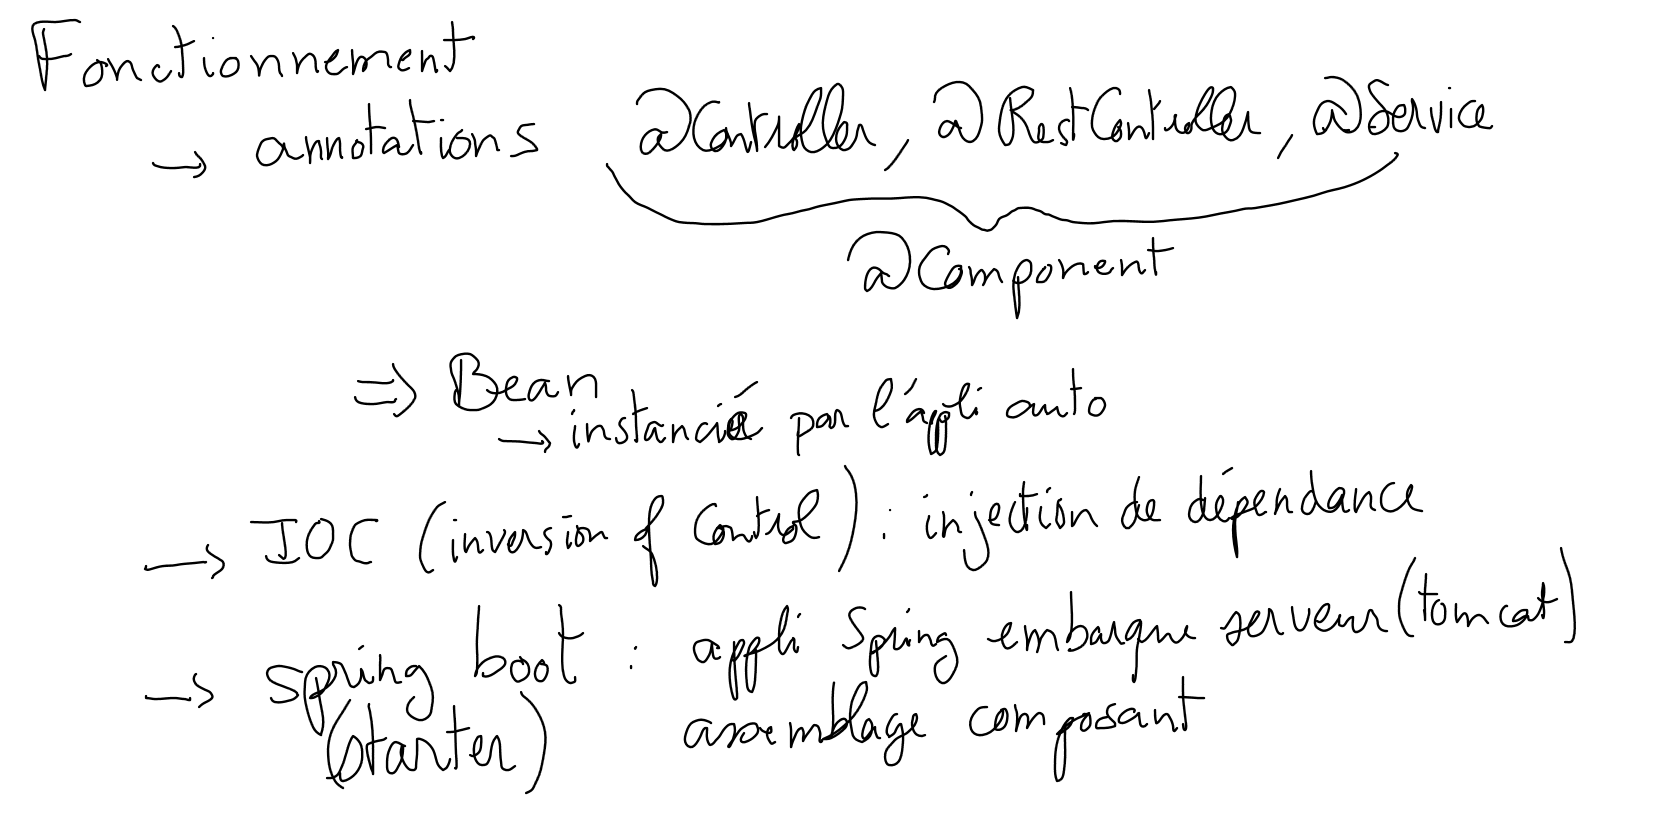 Fonctionnement
→ annotations @Controller, @RestController, @Service
@Component
⇒ Bean
→ instancié par l'appli auto
→ IOC (inversion of Control) : injection de dépendance
→ spring boot : appli Spring embarque serveur (tomcat)
(starter) assemblage composant